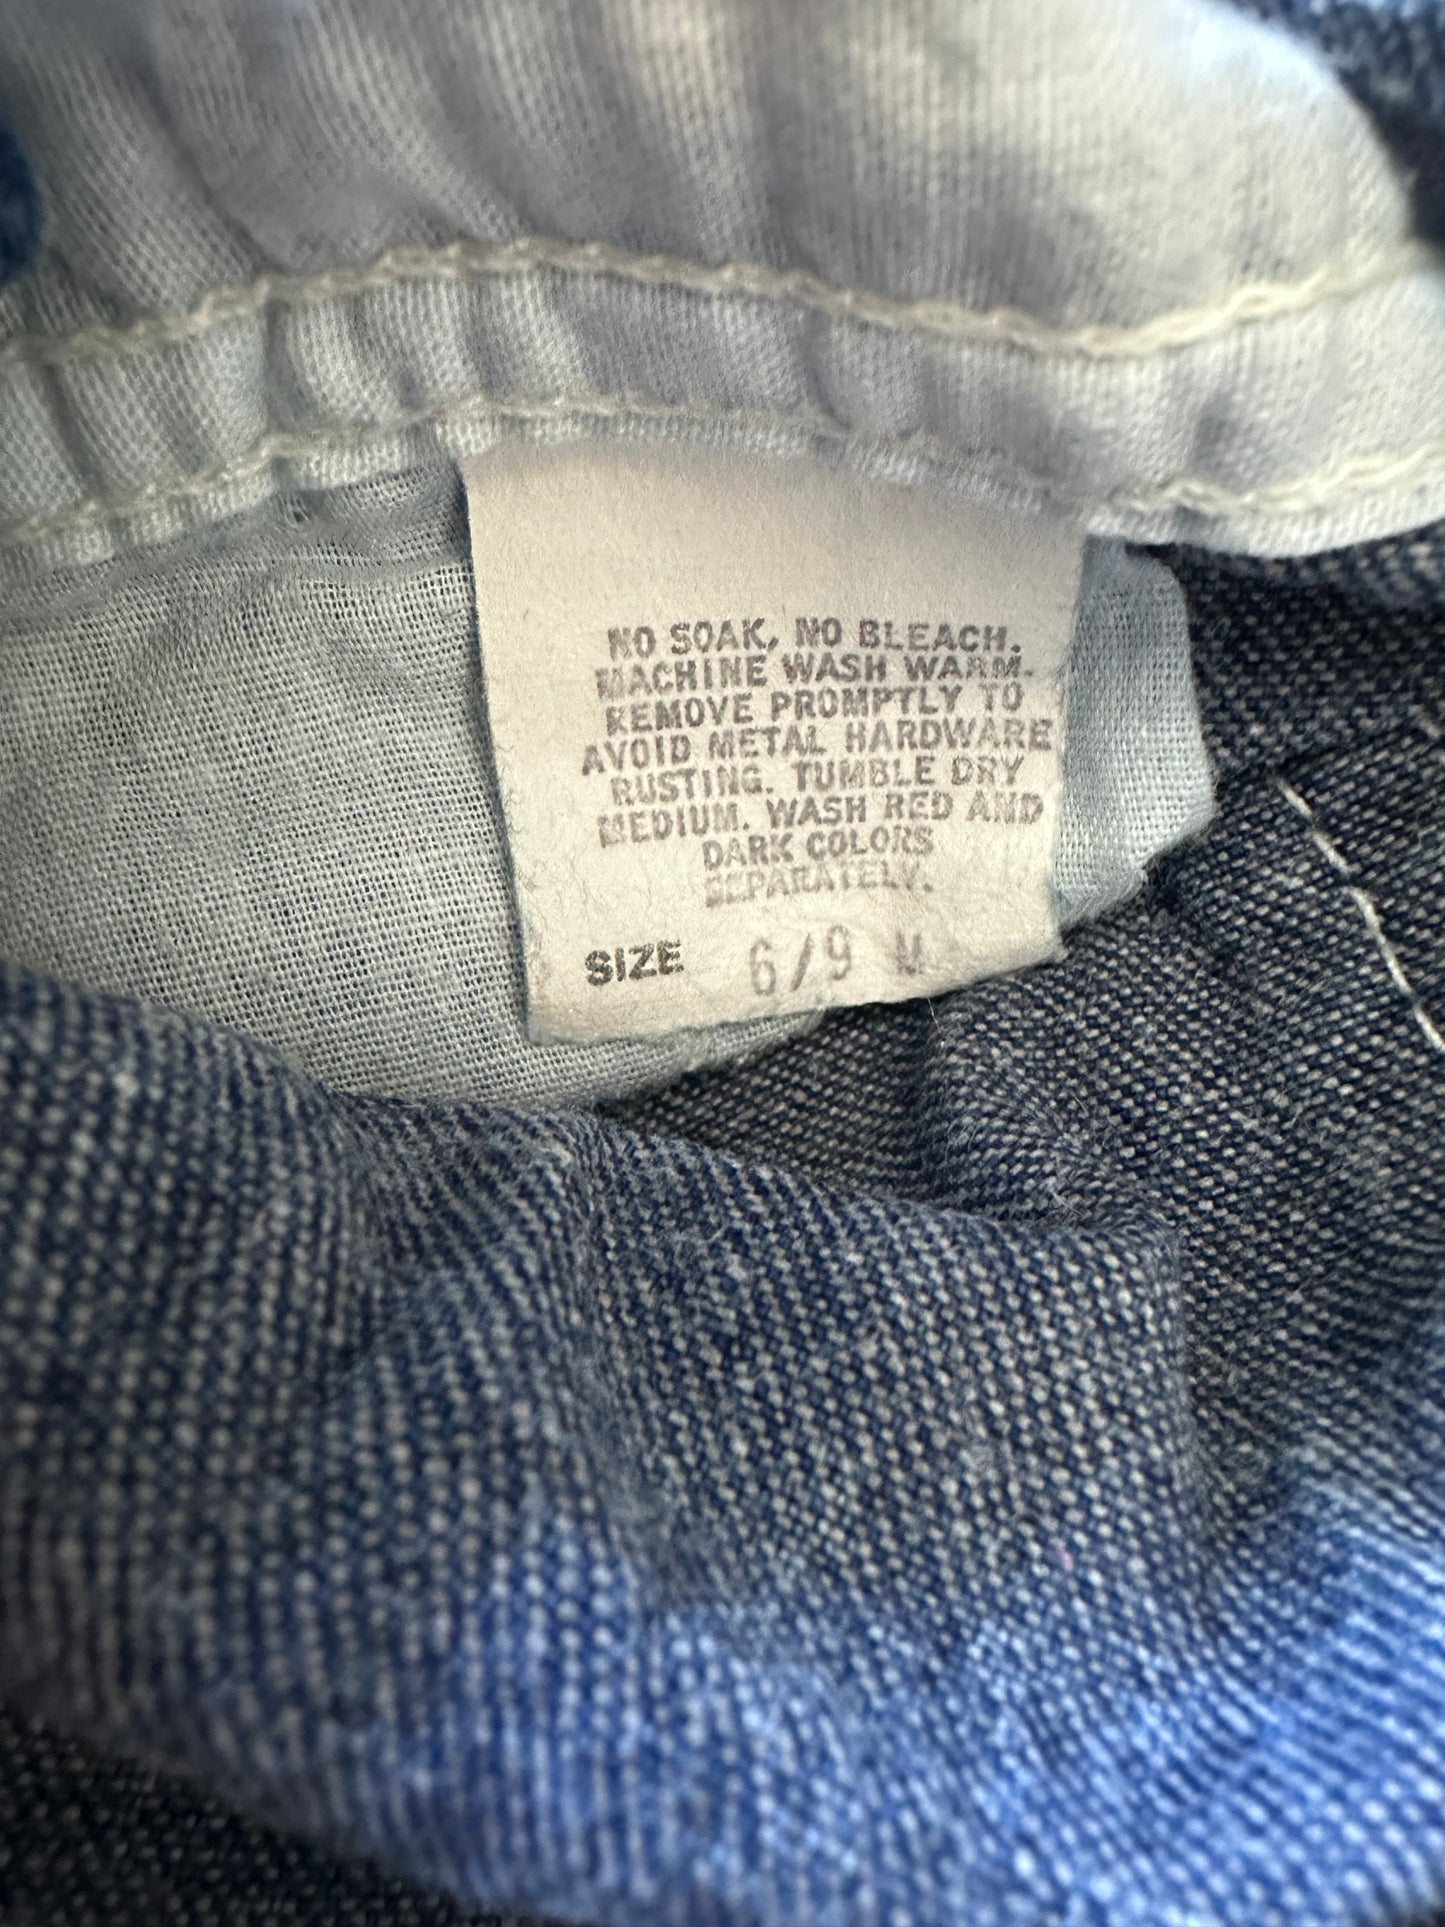 NO SOAK, NO BLEACH.
MACHINE WASH WARM.
REMOVE PROMPTLY TO
AVOID METAL HARDWARE
RUSTING. TUMBLE DRY
MEDIUM. WASH RED AND
DARK COLORS
SEPARATELY.
SIZE 6/9 M